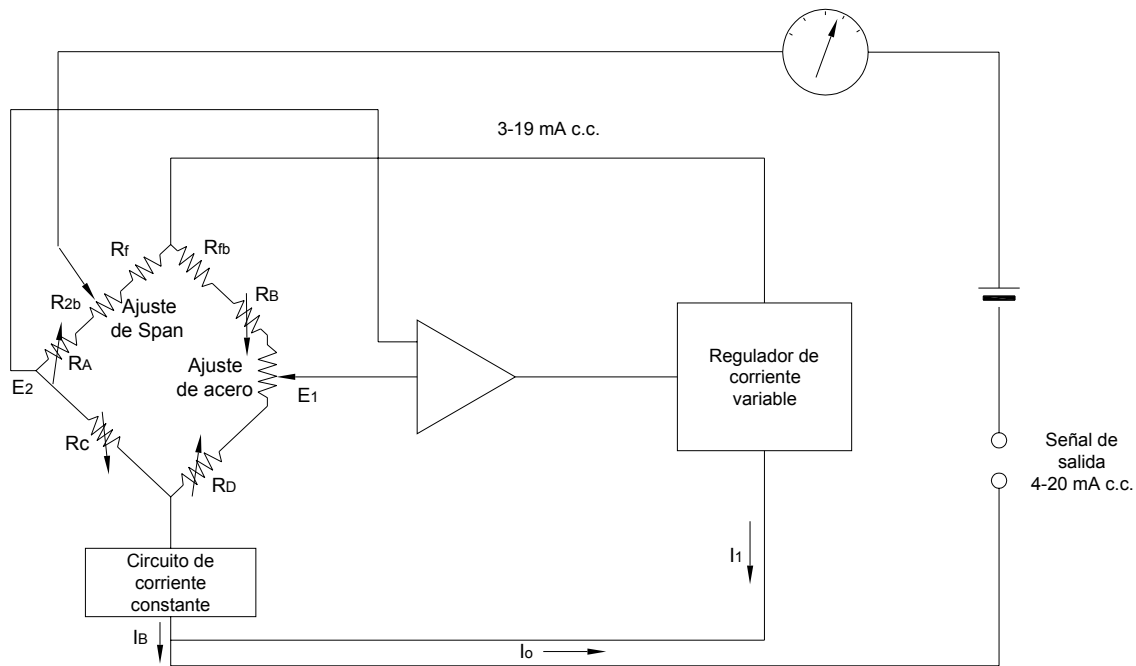 3-19 mA c.c.
Rf
Rfb
R2b
Ajuste
de Span
RB
RA
E2
Ajuste
de acero
E1
Regulador de
corriente
variable
Rc
RD
Señal de
salida
4-20 mA c.c.
Circuito de
corriente
constante
I1
IB
Io